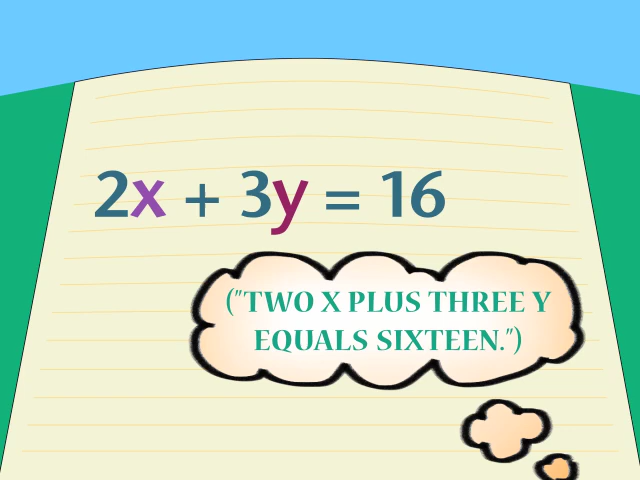 2x + 3y = 16
("TWO X PLUS THREE Y
EQUALS SIXTEEN.")